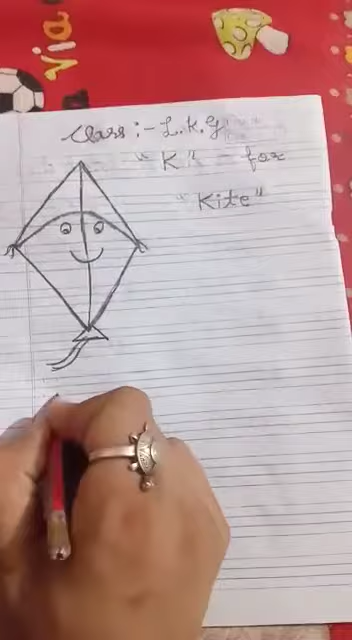 Class :- L.K.G
"K" - for
"Kite"